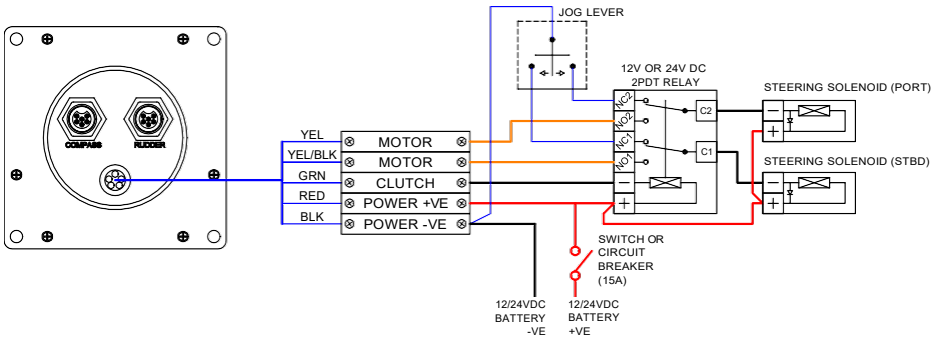 JOG LEVER
12V OR 24V DC
2PDT RELAY
STEERING SOLENOID (PORT)
NC2
NO2
NC1
NO1
−
+
C2
C1
−
+
STEERING SOLENOID (STBD)
−
+
COMPASS
RUDDER
YEL
MOTOR
YEL/BLK
MOTOR
GRN
CLUTCH
RED
POWER +VE
BLK
POWER -VE
SWITCH OR
CIRCUIT
BREAKER
(15A)
12/24VDC
BATTERY
-VE
12/24VDC
BATTERY
+VE